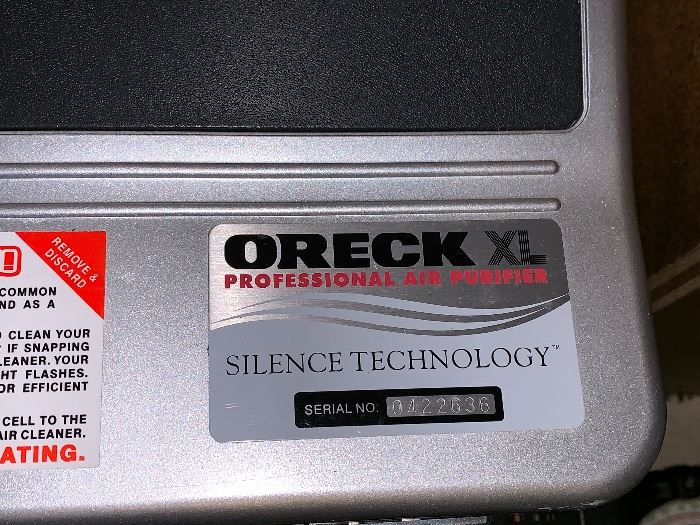 REMOVE &
DISCARD
COMMON
ND AS A
CLEAN YOUR
IF SNAPPING
LEANER. YOUR
HT FLASHES.
OR EFFICIENT
CELL TO THE
AIR CLEANER.
ATING.
ORECK XL
PROFESSIONAL AIR PURIFIER
SILENCE TECHNOLOGY™
SERIAL NO. 0422636